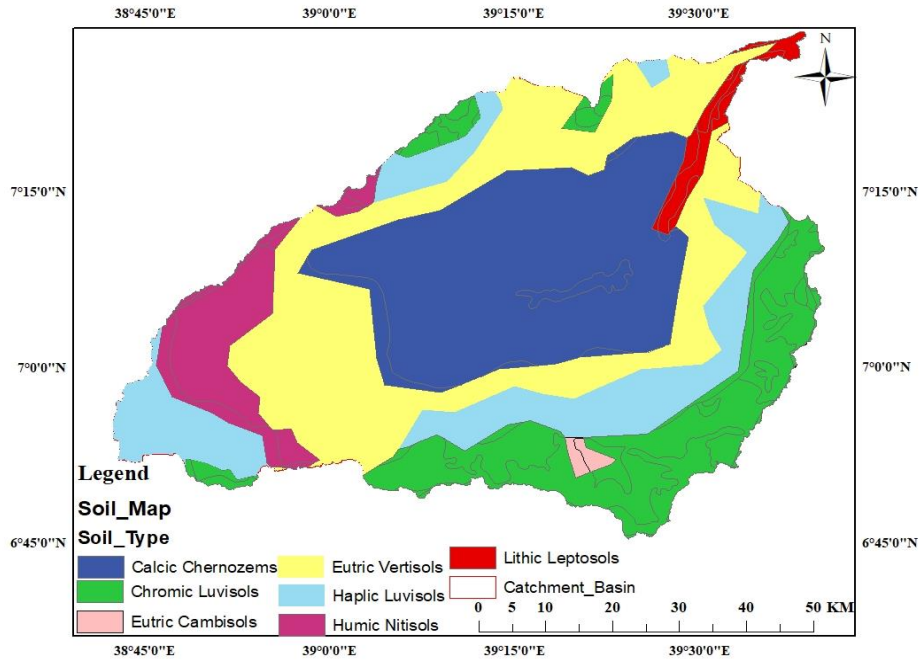 38°45'0"E 39°0'0"E 39°15'0"E 39°30'0"E
N
7°15'0"N 7°15'0"N
7°0'0"N 7°0'0"N
6°45'0"N 6°45'0"N
Legend
Soil_Map
Soil_Type
Calcic Chernozems Eutric Vertisols Lithic Leptosols
Chromic Luvisols Haplic Luvisols Catchment_Basin
Eutric Cambisols Humic Nitisols
0 5 10 20 30 40 50 KM
38°45'0"E 39°0'0"E 39°15'0"E 39°30'0"E